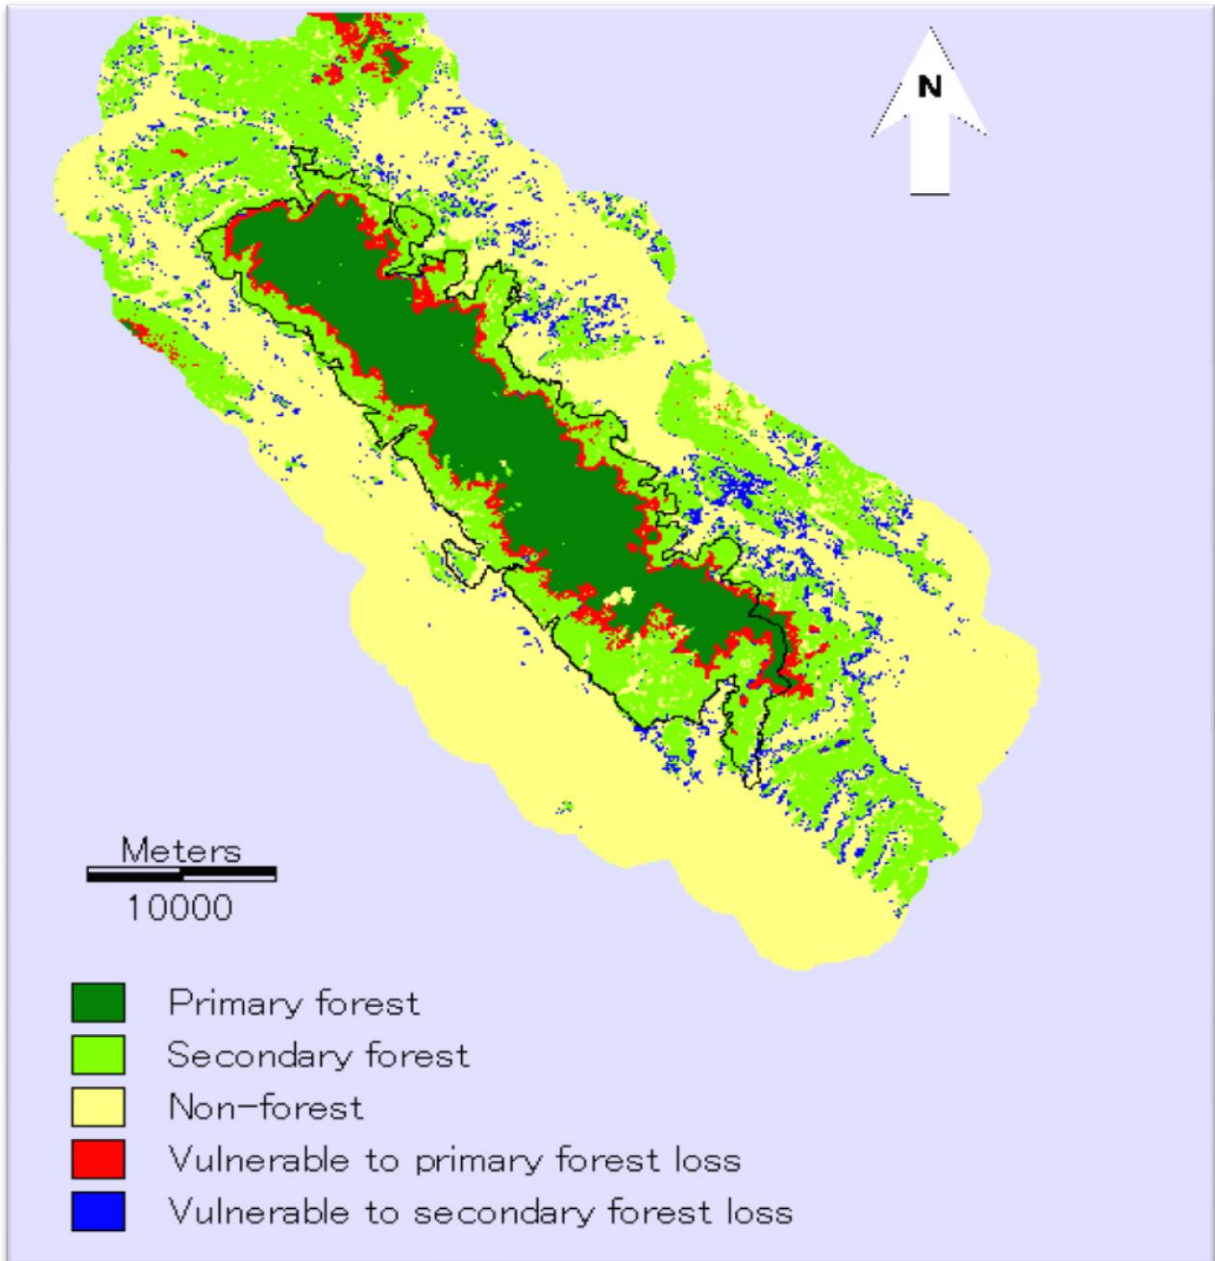 N
Meters
10000
Primary forest
Secondary forest
Non-forest
Vulnerable to primary forest loss
Vulnerable to secondary forest loss